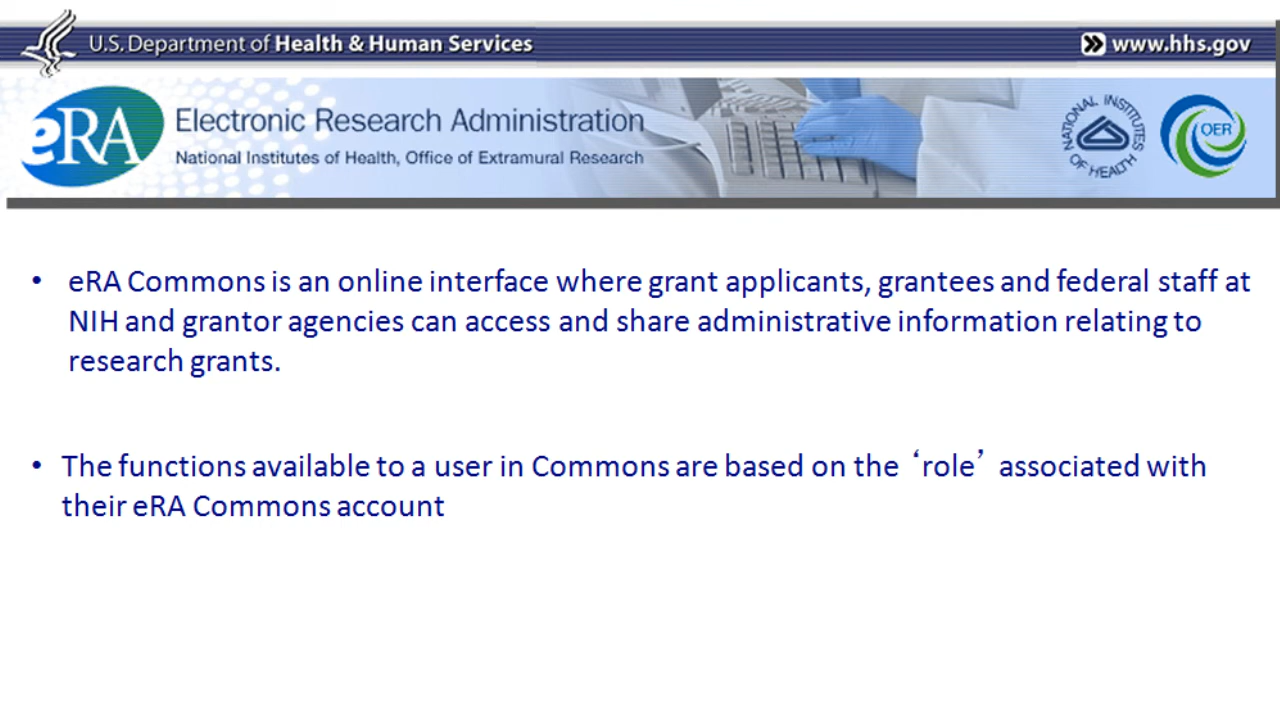 U.S. Department of Health & Human Services
www.hhs.gov
eRA
Electronic Research Administration
National Institutes of Health, Office of Extramural Research
NATIONAL INSTITUTES OF HEALTH
OER
• eRA Commons is an online interface where grant applicants, grantees and federal staff at
NIH and grantor agencies can access and share administrative information relating to
research grants.
• The functions available to a user in Commons are based on the ‘role’ associated with
their eRA Commons account